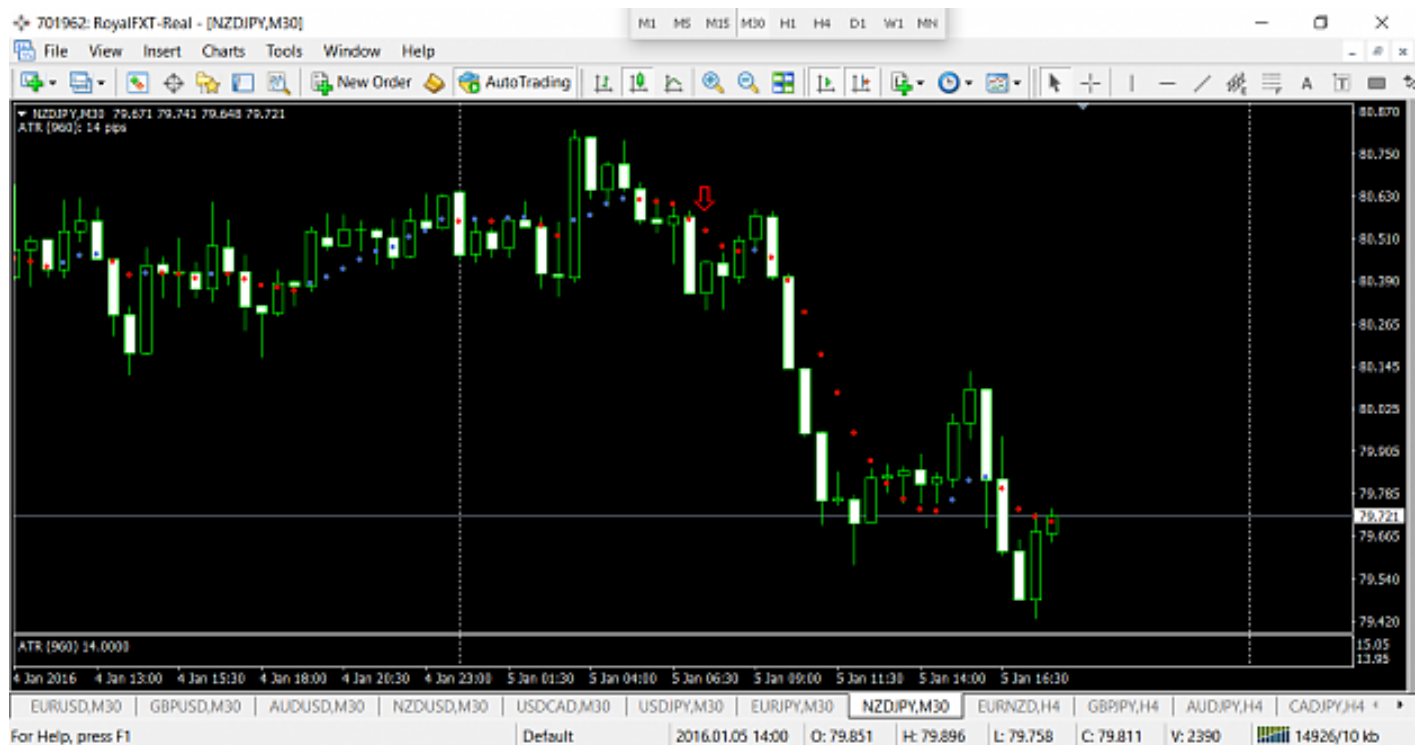 701962: RoyalFXT-Real - [NZDJPY,M30]
M1 M5 M15 M30 H1 H4 D1 W1 MN
File View Insert Charts Tools Window Help
New Order AutoTrading A T
NZDJPY,M30 79.671 79.741 79.648 79.721
ATR (960): 14 pips
80.870
80.750
80.630
80.510
80.390
80.265
80.145
80.025
79.905
79.785
79.721
79.665
79.540
79.420
ATR (960) 14.0000
15.05
13.95
4 Jan 2016 4 Jan 13:00 4 Jan 15:30 4 Jan 18:00 4 Jan 20:30 4 Jan 23:00 5 Jan 01:30 5 Jan 04:00 5 Jan 06:30 5 Jan 09:00 5 Jan 11:30 5 Jan 14:00 5 Jan 16:30
EURUSD,M30 GBPUSD,M30 AUDUSD,M30 NZDUSD,M30 USDCAD,M30 USDJPY,M30 EURJPY,M30 NZDJPY,M30 EURNZD,H4 GBPJPY,H4 AUDJPY,H4 CADJPY,H4
For Help, press F1 Default 2016.01.05 14:00 O: 79.851 H: 79.896 L: 79.758 C: 79.811 V: 2390 14926/10 kb